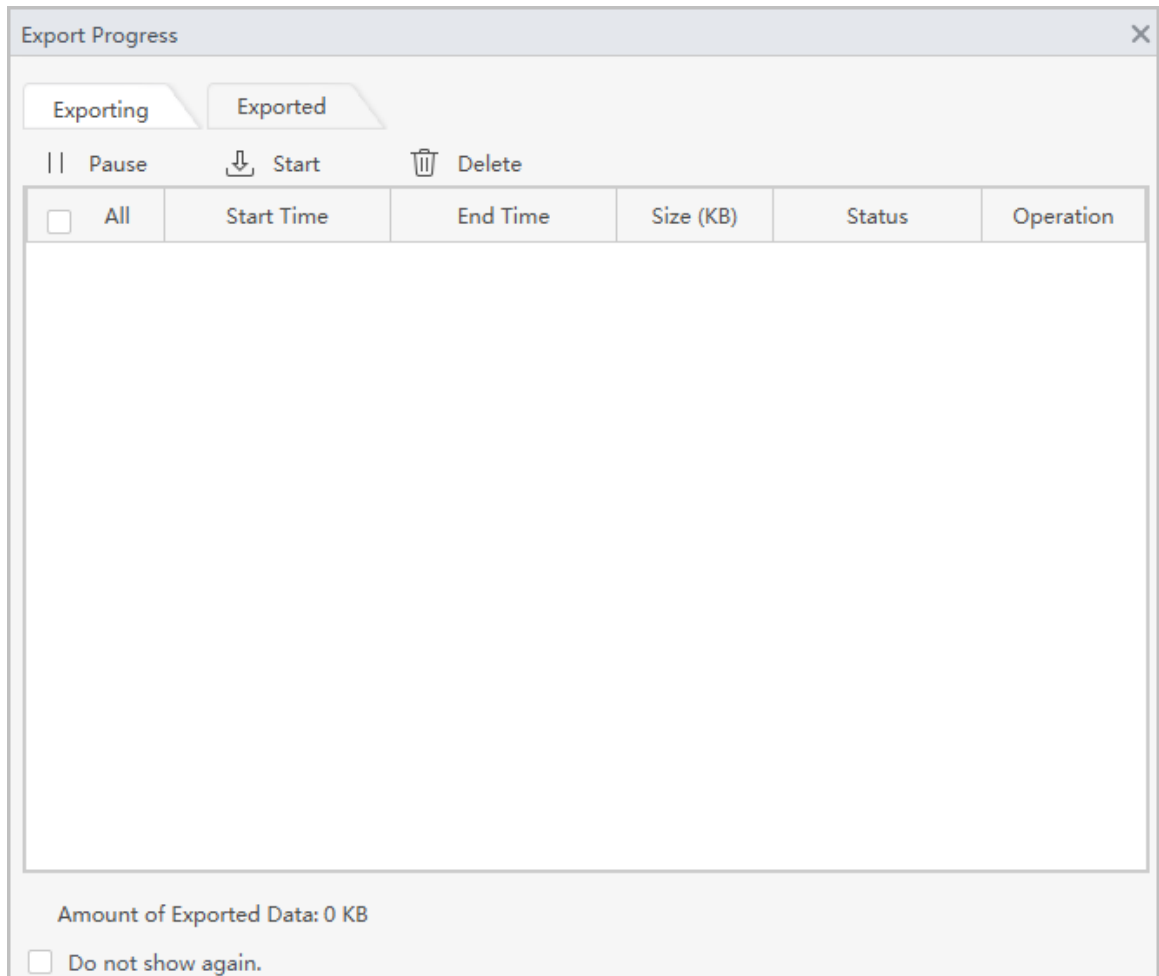 Export Progress
Exporting Exported
Pause Start Delete
All Start Time End Time Size (KB) Status Operation
Amount of Exported Data: 0 KB
Do not show again.